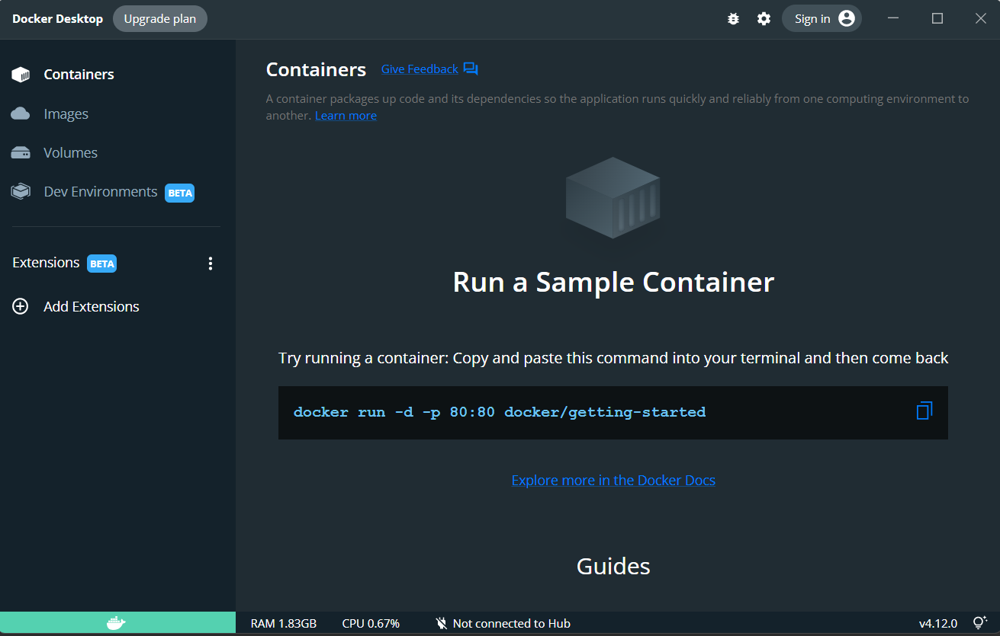 Docker Desktop Upgrade plan Sign in
Containers
Images
Volumes
Dev Environments BETA
Extensions BETA
Add Extensions
Containers Give Feedback
A container packages up code and its dependencies so the application runs quickly and reliably from one computing environment to
another. Learn more
Run a Sample Container
Try running a container: Copy and paste this command into your terminal and then come back
docker run -d -p 80:80 docker/getting-started
Explore more in the Docker Docs
Guides
RAM 1.83GB CPU 0.67% Not connected to Hub v4.12.0